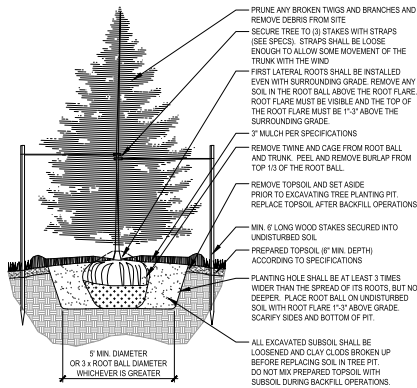 PRUNE ANY BROKEN TWIGS AND BRANCHES AND
REMOVE DEBRIS FROM SITE
SECURE TREE TO (3) STAKES WITH STRAPS
(SEE SPECS). STRAPS SHALL BE LOOSE
ENOUGH TO ALLOW SOME MOVEMENT OF THE
TRUNK WITH THE WIND
FIRST LATERAL ROOTS SHALL BE INSTALLED
EVEN WITH SURROUNDING GRADE. REMOVE ANY
SOIL IN THE ROOT BALL ABOVE THE FLARE.
ROOT FLARE MUST BE VISIBLE AND THE TOP OF
THE ROOT FLARE MUST BE 1"-3" ABOVE THE
SURROUNDING GRADE.
3" MULCH PER SPECIFICATIONS
REMOVE TWINE AND CAGE FROM ROOT BALL
AND TRUNK. PEEL AND REMOVE BURLAP FROM
TOP 1/3 OF THE ROOT BALL.
REMOVE TOPSOIL AND SET ASIDE
PRIOR TO EXCAVATING TREE PLANTING PIT.
REPLACE TOPSOIL AFTER BACKFILL OPERATIONS
MIN. 6' LONG WOOD STAKES SECURED INTO
UNDISTURBED SOIL
PREPARED TOPSOIL (6" MIN. DEPTH)
ACCORDING TO SPECIFICATIONS
PLANTING HOLE SHALL BE AT LEAST 3 TIMES
WIDER THAN THE SPREAD OF ITS ROOTS, BUT NO
DEEPER. PLACE ROOT BALL ON UNDISTURBED
SOIL WITH ROOT FLARE 1"-3" ABOVE GRADE.
SCARIFY SIDES AND BOTTOM OF PIT.
ALL EXCAVATED SUBSOIL SHALL BE
LOOSENED AND CLAY CLODS BROKEN UP
BEFORE REPLACING SOIL IN TREE PIT.
DO NOT MIX PREPARED TOPSOIL WITH
SUBSOIL DURING BACKFILL OPERATIONS.
5' MIN. DIAMETER
OR 3 x ROOT BALL DIAMETER
WHICHEVER IS GREATER